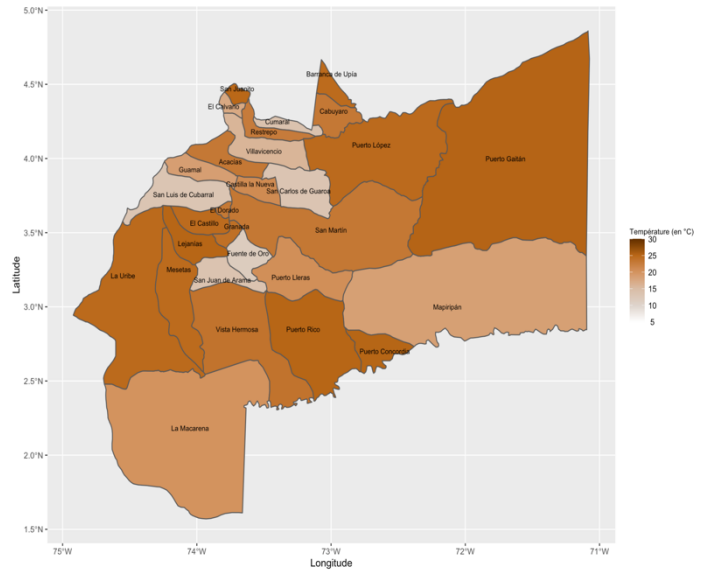 5.0°N
4.5°N
4.0°N
3.5°N
3.0°N
2.5°N
2.0°N
1.5°N
Latitude
Barranca de Upía
San Juanito
El Calvario
Cabuyaro
Cumaral
Restrepo
Puerto López
Villavicencio
Puerto Gaitán
Acacías
Guamal
Castilla la Nueva
San Carlos de Guaroa
San Luis de Cubarral
El Dorado
El Castillo
Granada
San Martín
Lejanías
Fuente de Oro
Mesetas
La Uribe
Puerto Lleras
San Juan de Arama
Mapiripán
Vista Hermosa
Puerto Rico
Puerto Concordia
La Macarena
75°W
74°W
73°W
72°W
71°W
Longitude
Température (en °C)
30
25
20
15
10
5